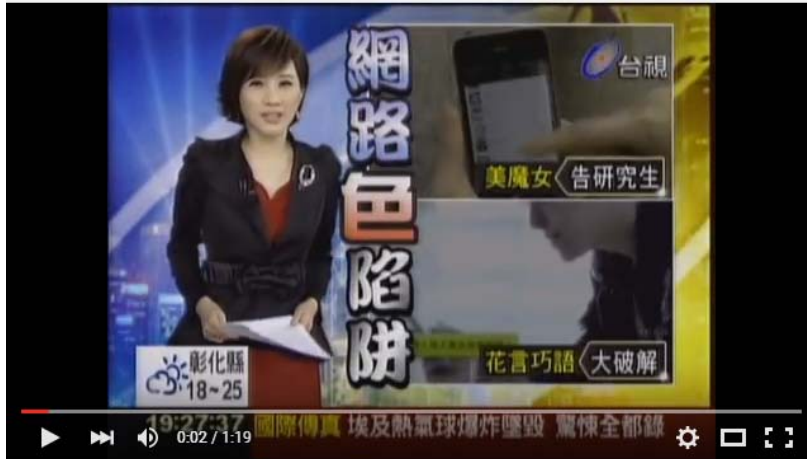 網路色陷阱
台視
美魔女 告研究生
花言巧語 大破解
彰化縣
18~25
19:27:37 國際傳真 埃及熱氣球爆炸墜毀 驚悚全都錄
0:02 / 1:19